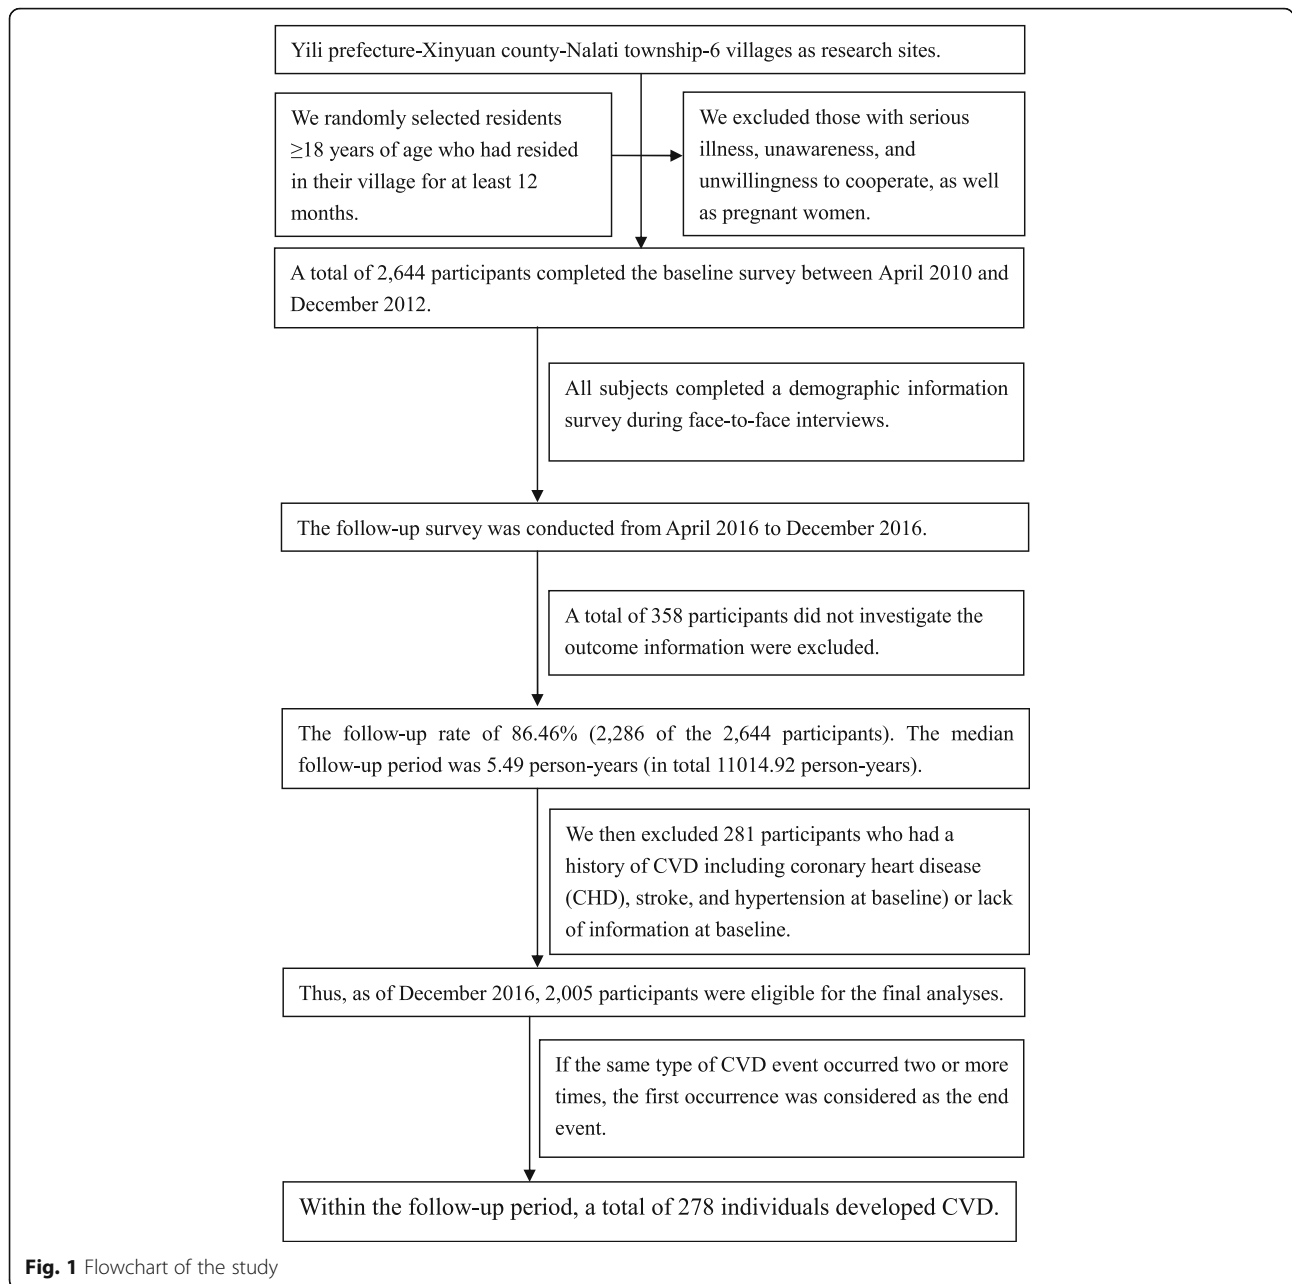 Yili prefecture-Xinyuan county-Nalati township-6 villages as research sites.
We randomly selected residents
≥18 years of age who had resided
in their village for at least 12
months.
We excluded those with serious
illness, unawareness, and
unwillingness to cooperate, as well
as pregnant women.
A total of 2,644 participants completed the baseline survey between April 2010 and
December 2012.
All subjects completed a demographic information
survey during face-to-face interviews.
The follow-up survey was conducted from April 2016 to December 2016.
A total of 358 participants did not investigate the
outcome information were excluded.
The follow-up rate of 86.46% (2,286 of the 2,644 participants). The median
follow-up period was 5.49 person-years (in total 11014.92 person-years).
We then excluded 281 participants who had a
history of CVD including coronary heart disease
(CHD), stroke, and hypertension at baseline) or lack
of information at baseline.
Thus, as of December 2016, 2,005 participants were eligible for the final analyses.
If the same type of CVD event occurred two or more
times, the first occurrence was considered as the end
event.
Within the follow-up period, a total of 278 individuals developed CVD.
Fig. 1 Flowchart of the study